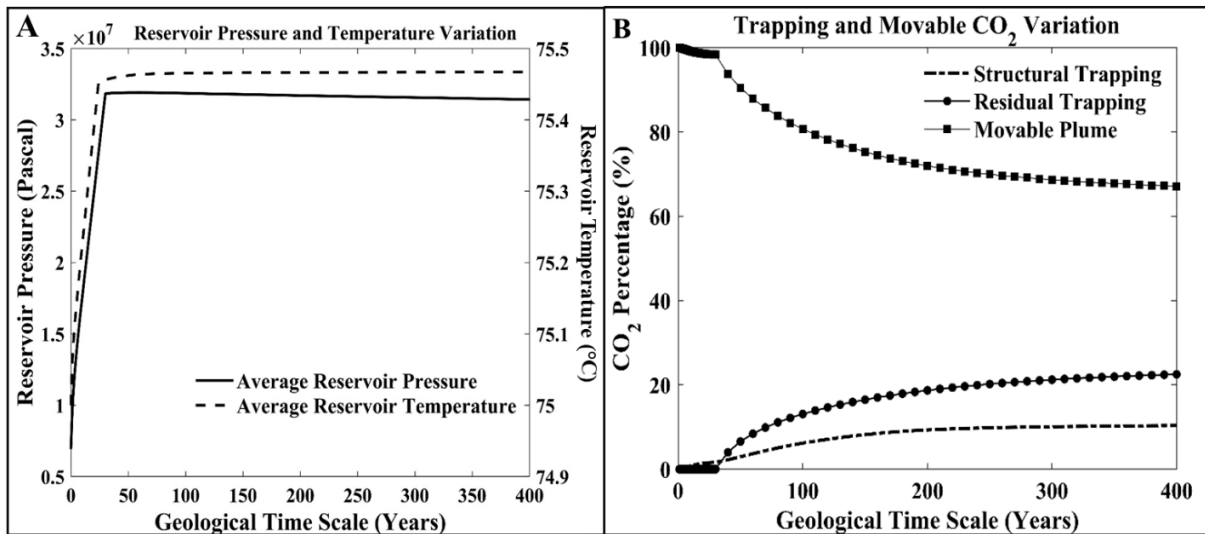 A
×10⁷
Reservoir Pressure and Temperature Variation
3.5
3
2.5
2
1.5
1
0.5
Reservoir Pressure (Pascal)
75.5
75.4
75.3
75.2
75.1
75
74.9
Reservoir Temperature (°C)
Average Reservoir Pressure
Average Reservoir Temperature
0 50 100 150 200 250 300 350 400
Geological Time Scale (Years)
B
Trapping and Movable CO₂ Variation
100
80
60
40
20
0
CO₂ Percentage (%)
Structural Trapping
Residual Trapping
Movable Plume
0 100 200 300 400
Geological Time Scale (Years)